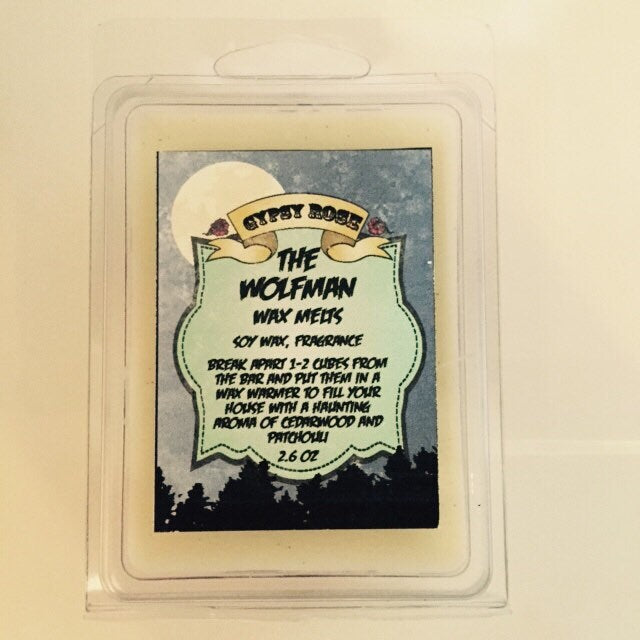 GYPSY ROSE
THE
WOLFMAN
WAX MELTS
SOY WAX, FRAGRANCE
BREAK APART 1-2 CUBES FROM
THE BAR AND PUT THEM IN A
WAX WARMER TO FILL YOUR
HOUSE WITH A HAUNTING
AROMA OF CEDARWOOD AND
PATCHOULI
2.6 OZ